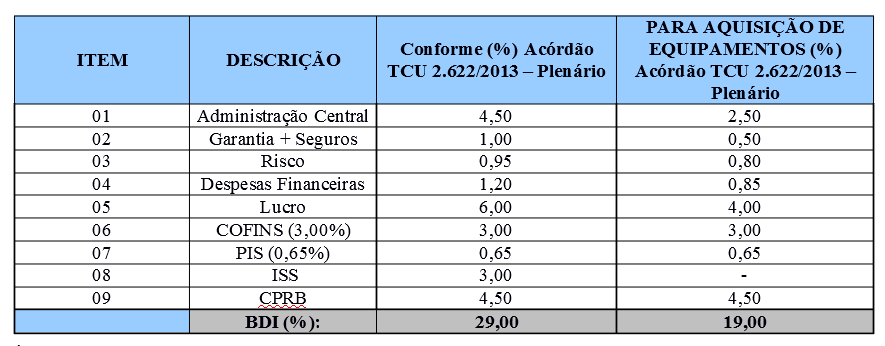 ITEM DESCRIÇÃO Conforme (%) Acórdão TCU 2.622/2013 – Plenário PARA AQUISIÇÃO DE EQUIPAMENTOS (%) Acórdão TCU 2.622/2013 – Plenário
01 Administração Central 4,50 2,50
02 Garantia + Seguros 1,00 0,50
03 Risco 0,95 0,80
04 Despesas Financeiras 1,20 0,85
05 Lucro 6,00 4,00
06 COFINS (3,00%) 3,00 3,00
07 PIS (0,65%) 0,65 0,65
08 ISS 3,00 -
09 CPRB 4,50 4,50
BDI (%): 29,00 19,00